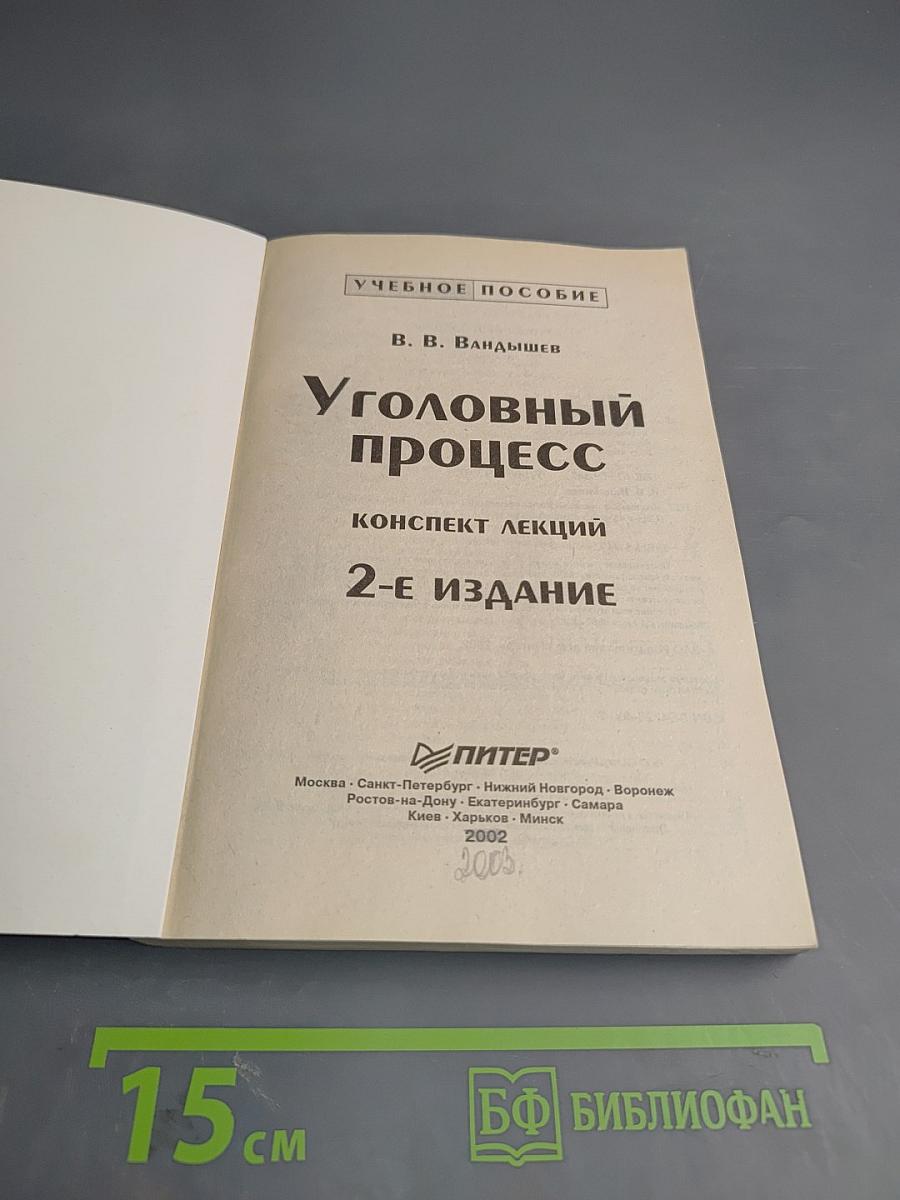 УЧЕБНОЕ ПОСОБИЕ
В. В. Вандышев
Уголовный
процесс
конспект лекций
2-е издание
ПИТЕР®
Москва · Санкт-Петербург · Нижний Новгород · Воронеж
Ростов-на-Дону · Екатеринбург · Самара
Киев · Харьков · Минск
2002
2003.
15 см
БФ БИБЛИОФАН